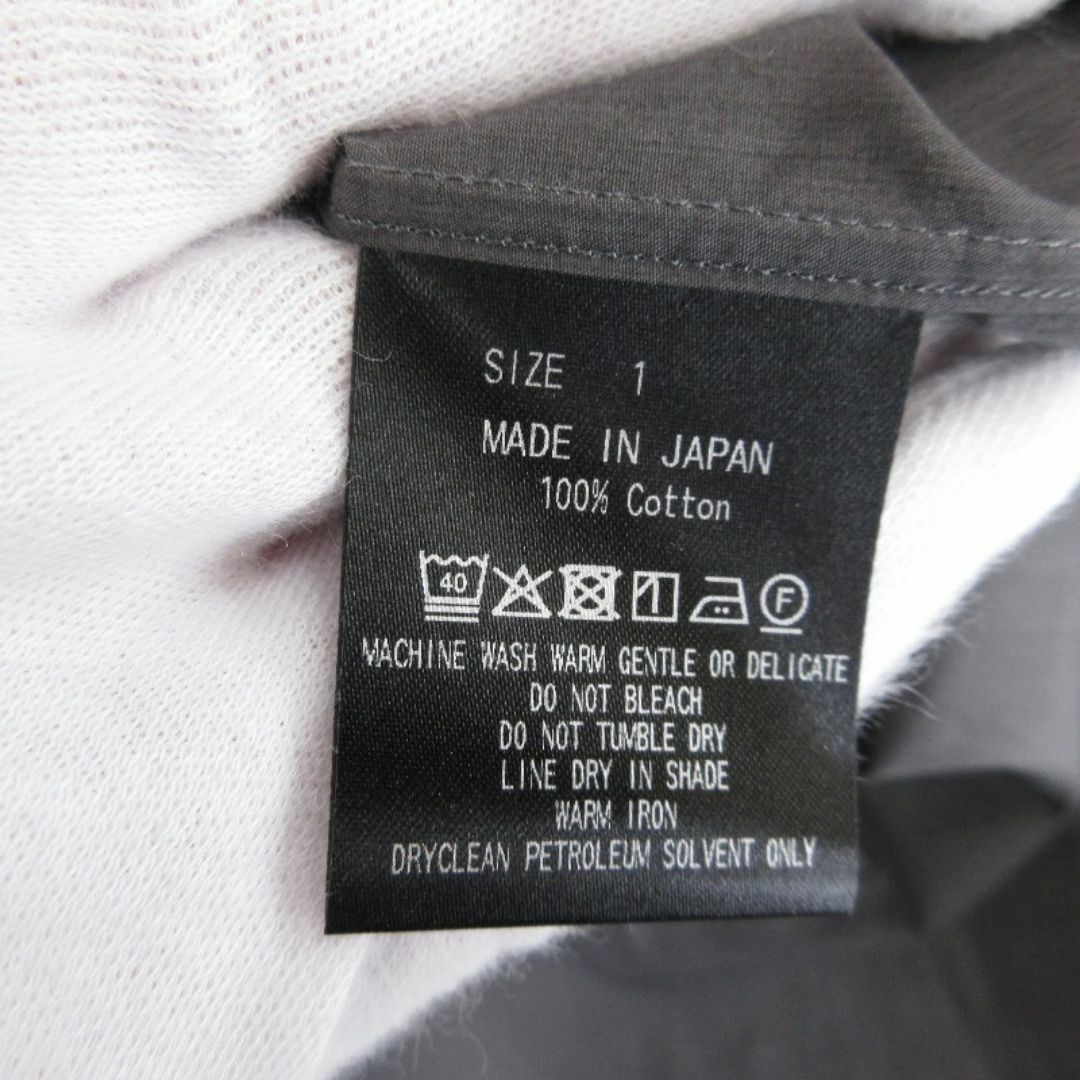 SIZE 1
MADE IN JAPAN
100% Cotton
40 F
MACHINE WASH WARM GENTLE OR DELICATE
DO NOT BLEACH
DO NOT TUMBLE DRY
LINE DRY IN SHADE
WARM IRON
DRYCLEAN PETROLEUM SOLVENT ONLY